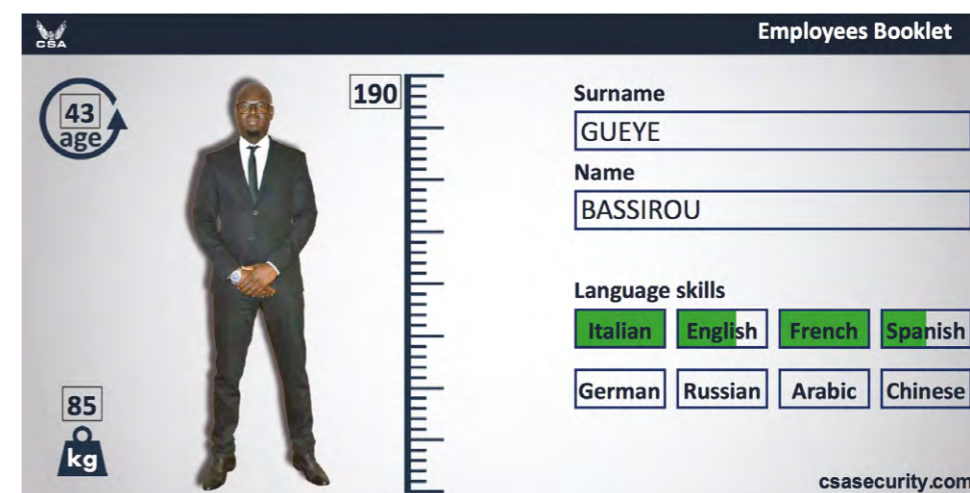 CSA
Employees Booklet
43
age
190
Surname
GUEYE
Name
BASSIROU
Language skills
Italian English French Spanish
German Russian Arabic Chinese
85
kg
csasecurity.com